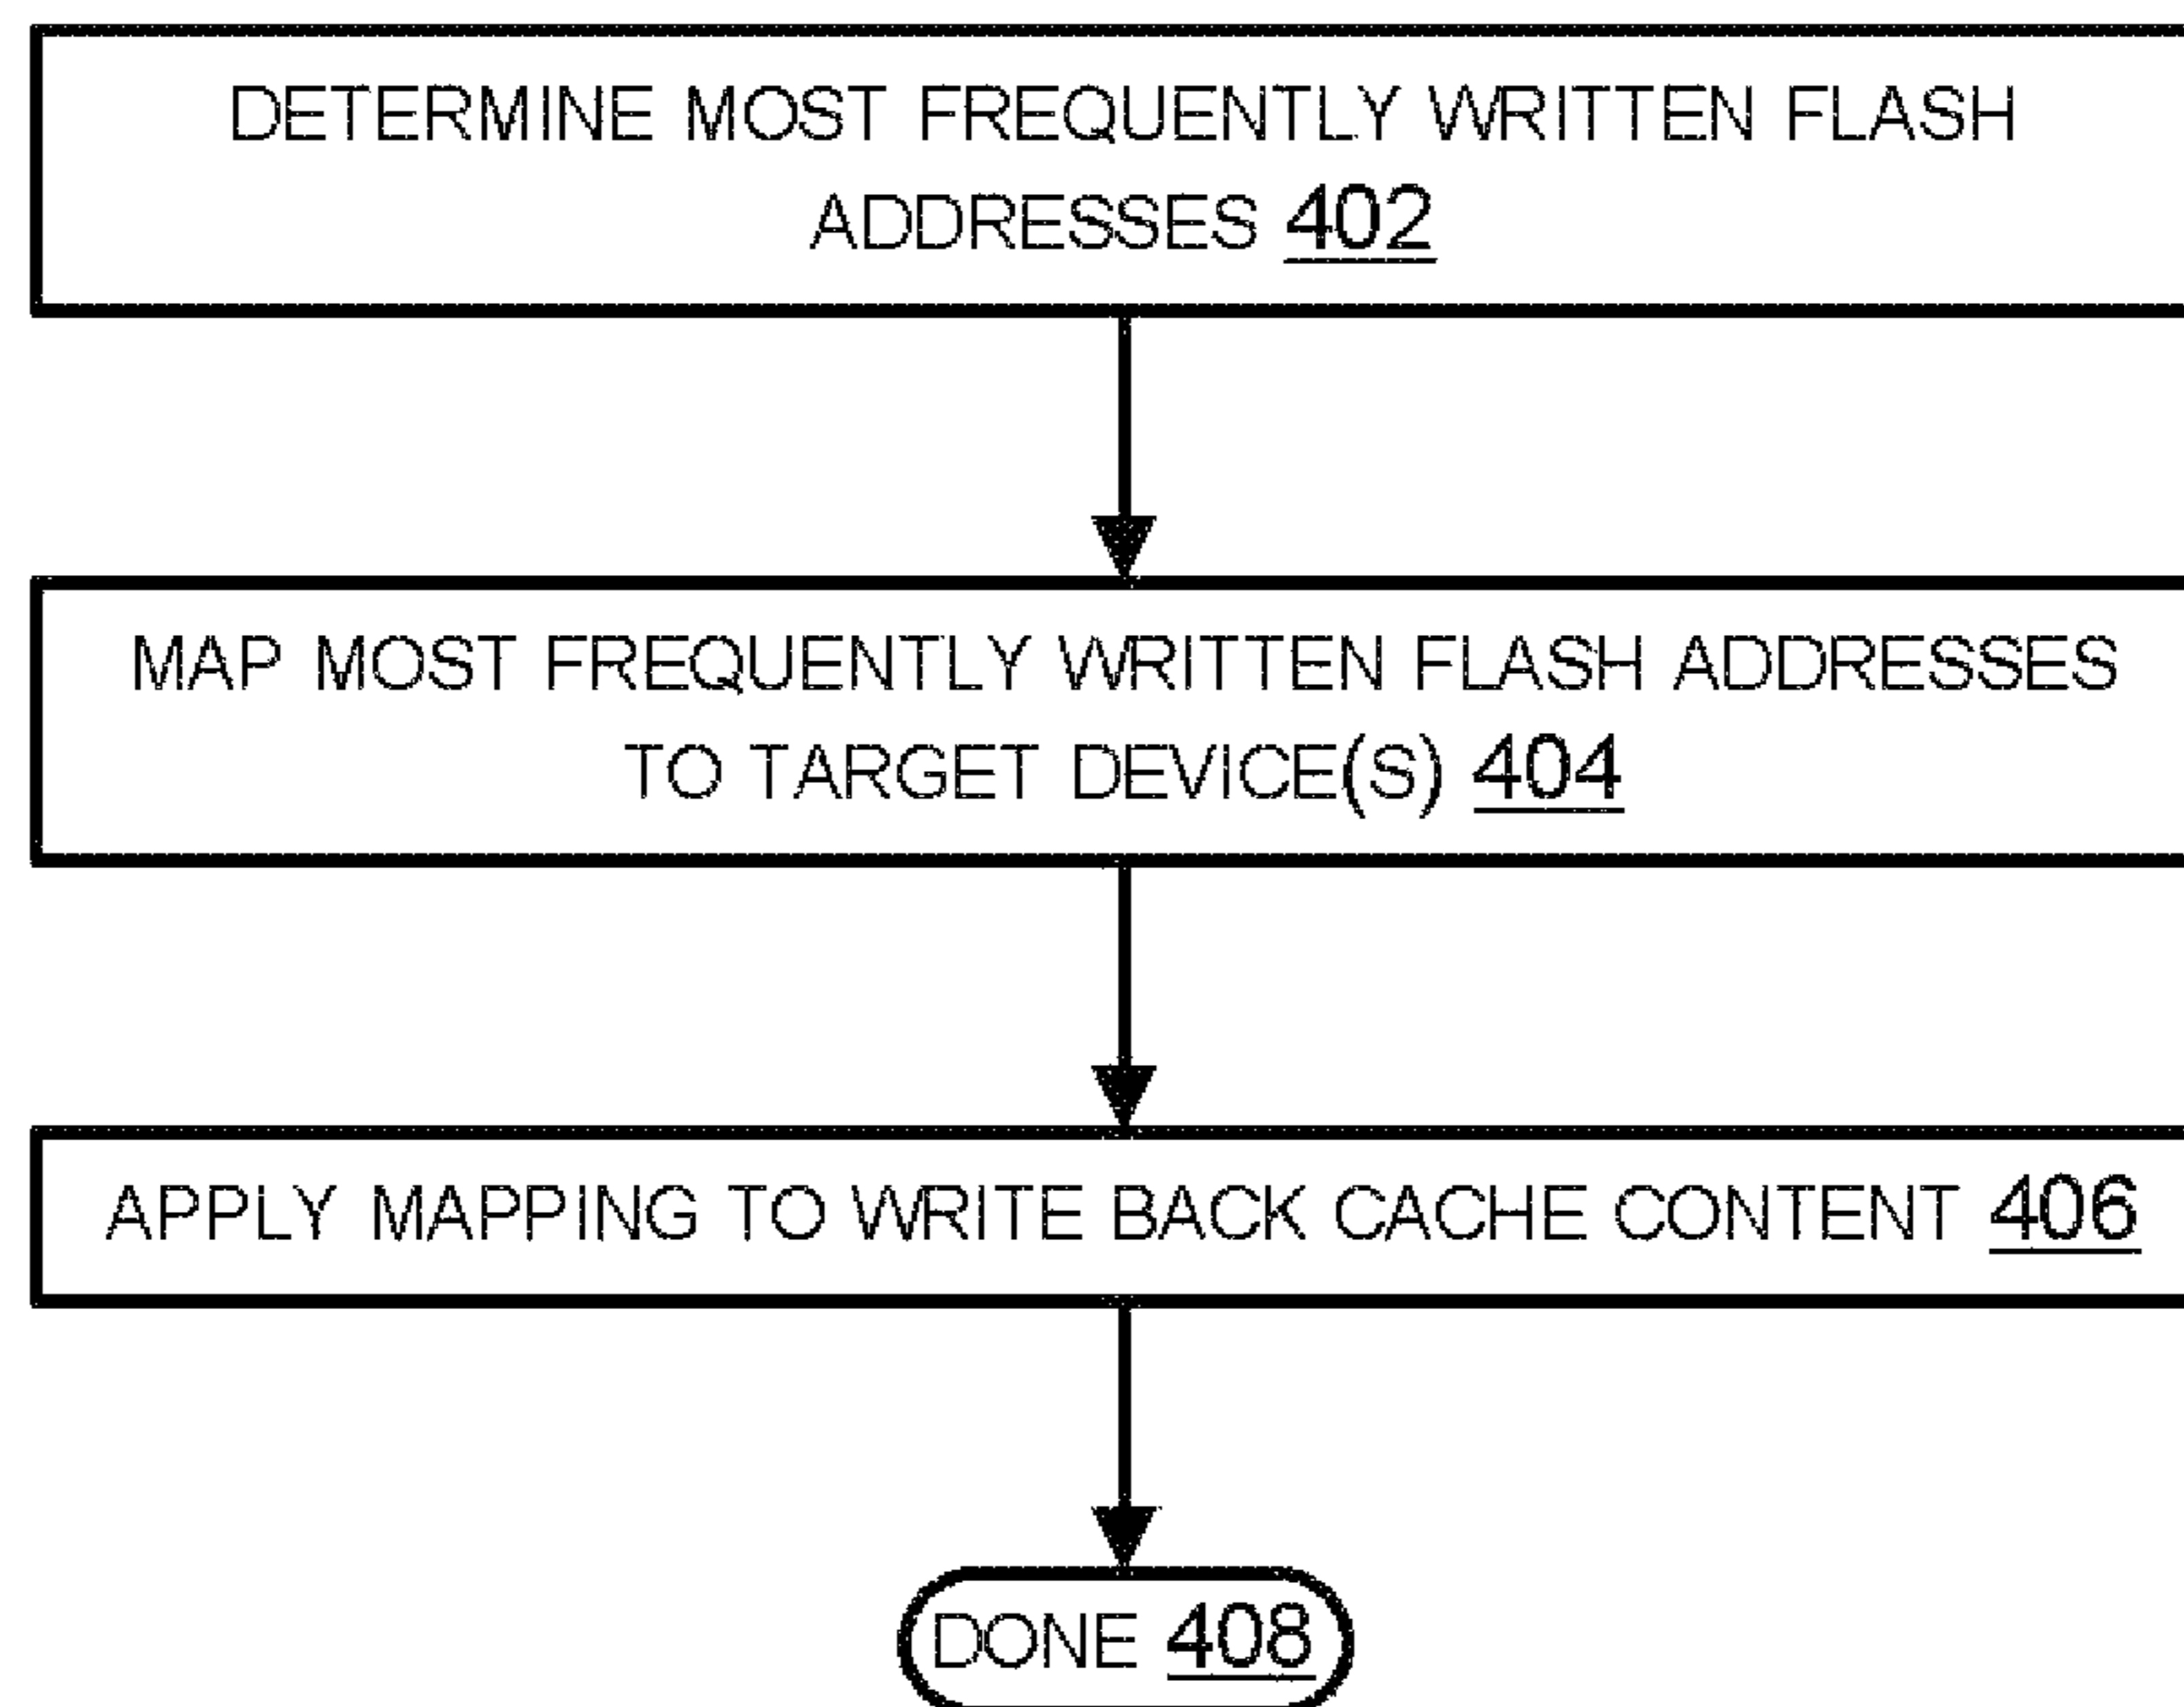 DETERMINE MOST FREQUENTLY WRITTEN FLASH
ADDRESSES 402
MAP MOST FREQUENTLY WRITTEN FLASH ADDRESSES
TO TARGET DEVICE(S) 404
APPLY MAPPING TO WRITE BACK CACHE CONTENT 406
DONE 408